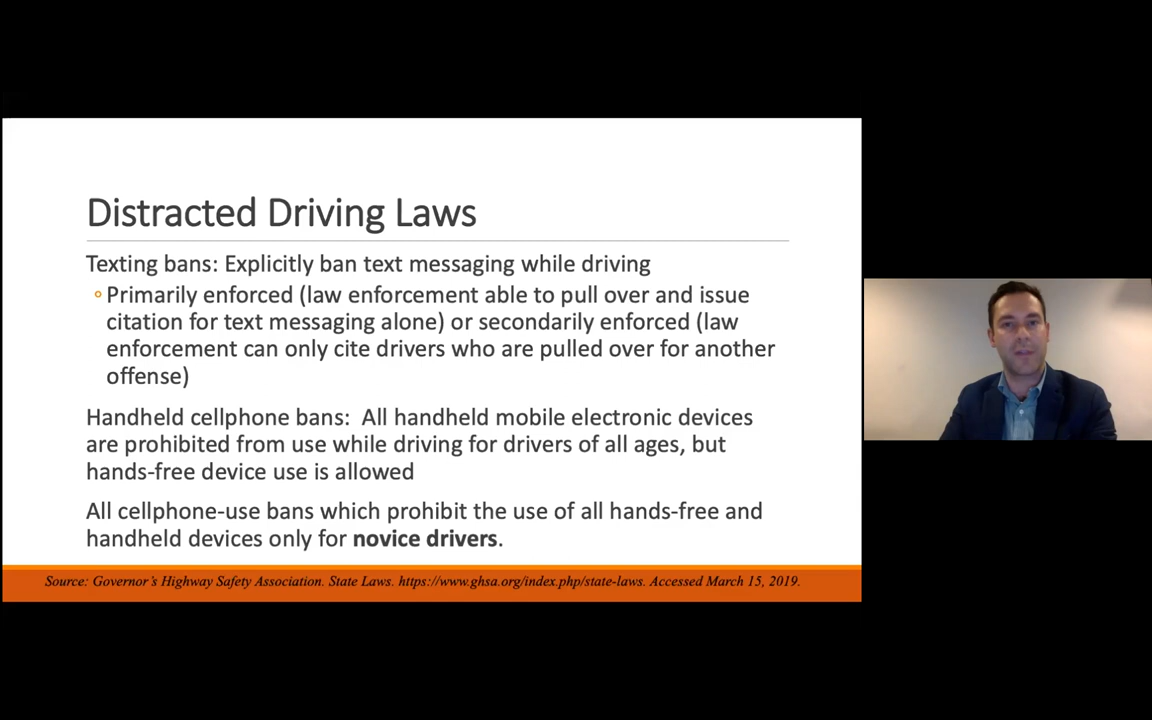 Distracted Driving Laws
Texting bans: Explicitly ban text messaging while driving
◦ Primarily enforced (law enforcement able to pull over and issue
citation for text messaging alone) or secondarily enforced (law
enforcement can only cite drivers who are pulled over for another
offense)
Handheld cellphone bans:  All handheld mobile electronic devices
are prohibited from use while driving for drivers of all ages, but
hands-free device use is allowed
All cellphone-use bans which prohibit the use of all hands-free and
handheld devices only for novice drivers.
Source: Governor's Highway Safety Association. State Laws. https://www.ghsa.org/index.php/state-laws. Accessed March 15, 2019.